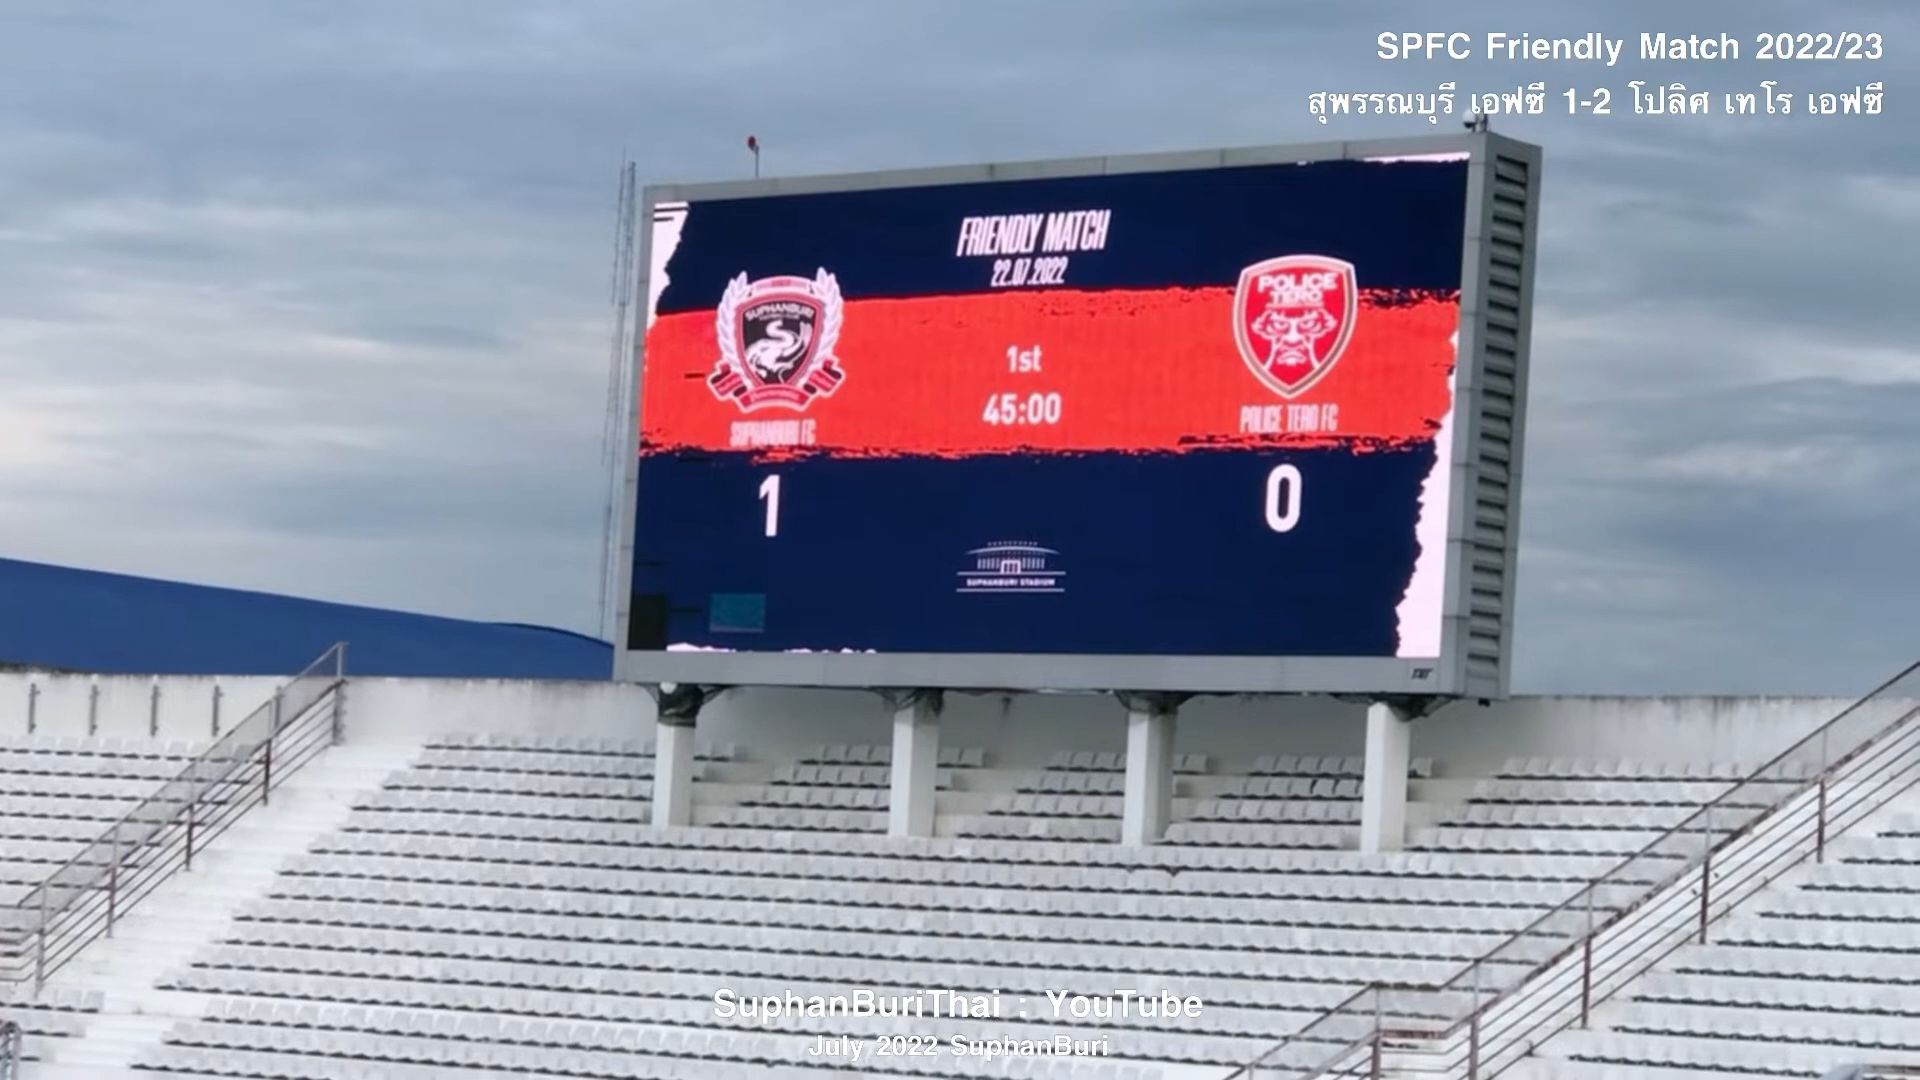 SPFC Friendly Match 2022/23
สุพรรณบุรี เอฟซี 1-2 โปลิศ เทโร เอฟซี
FRIENDLY MATCH
22.07.2022
SUPHANBURI
POLICE
TERO
1st
45:00
SUPHANBURI FC
POLICE TERO FC
1
0
SUPHANBURI STADIUM
SuphanBuriThai : YouTube
July 2022 SuphanBuri